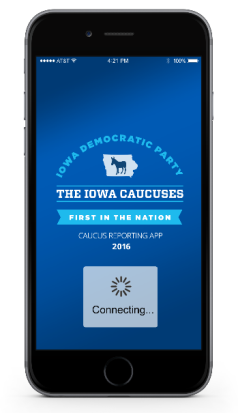 AT&T 4:21 PM 100%
IOWA DEMOCRATIC PARTY
THE IOWA CAUCUSES
FIRST IN THE NATION
CAUCUS REPORTING APP
2016
Connecting...